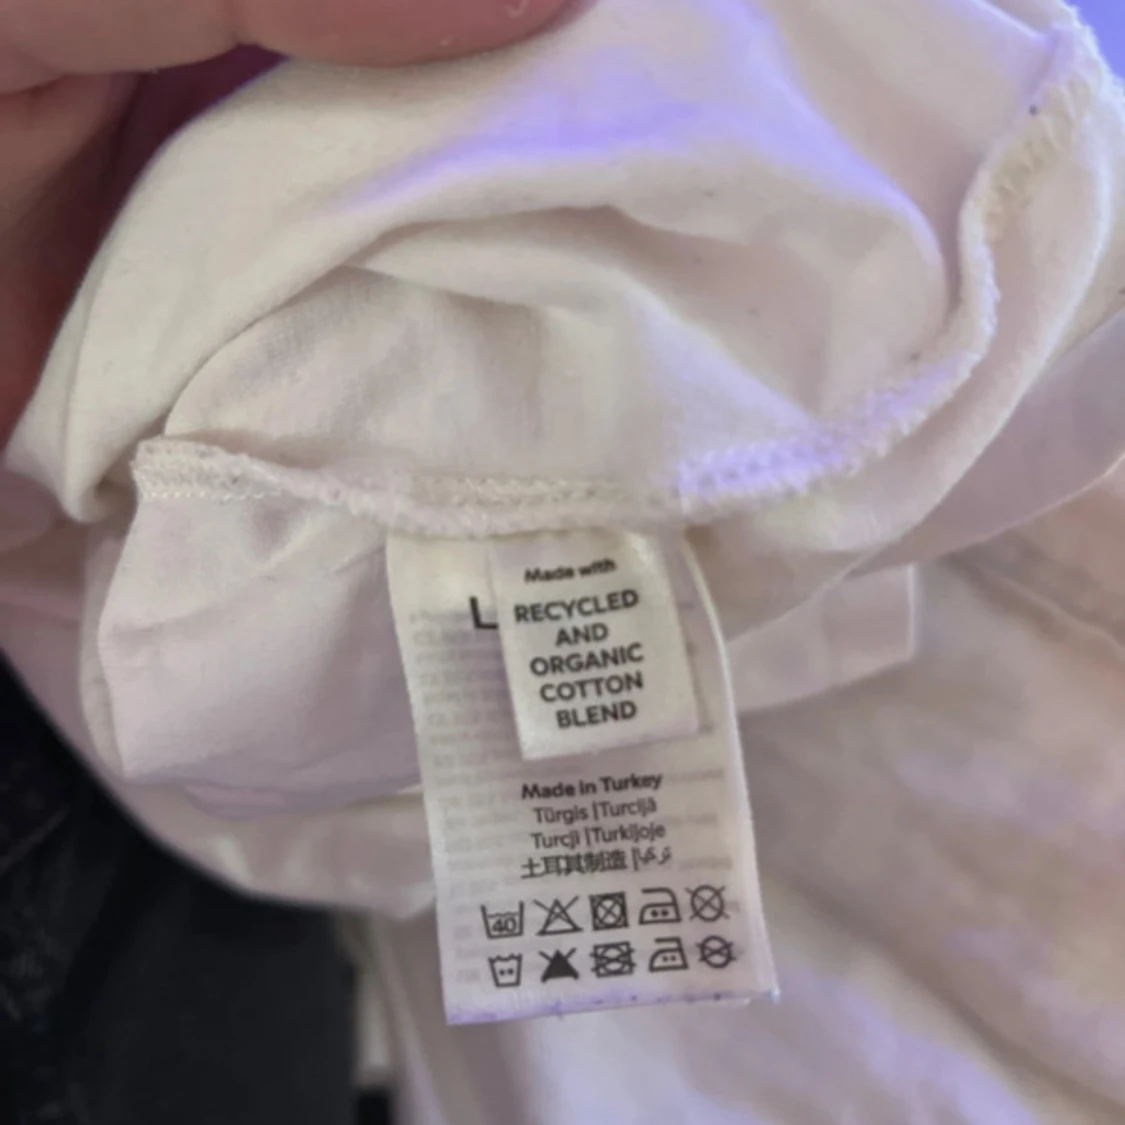 Made with
L
RECYCLED
AND
ORGANIC
COTTON
BLEND
Made in Turkey
Türgis |Turcijā
Turcji |Turkijoje
土耳其制造 |تركيا
40